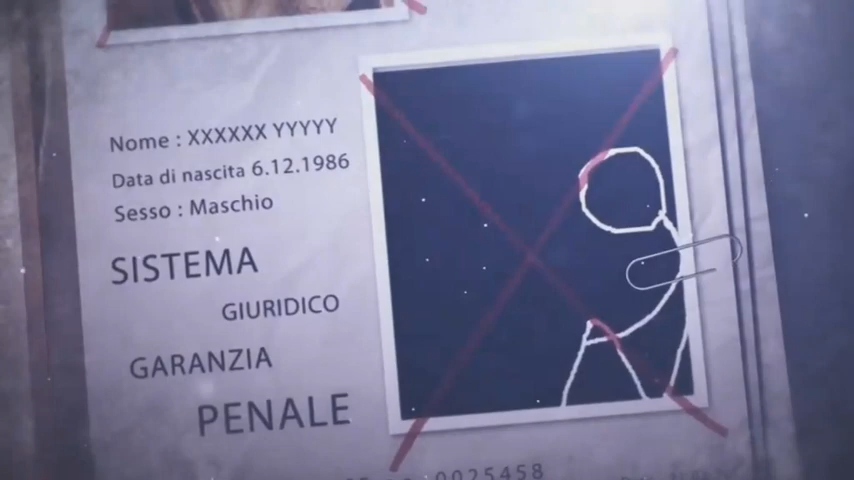 Nome : XXXXXX YYYYY
Data di nascita 6.12.1986
Sesso : Maschio
SISTEMA
GIURIDICO
GARANZIA
PENALE
0025458